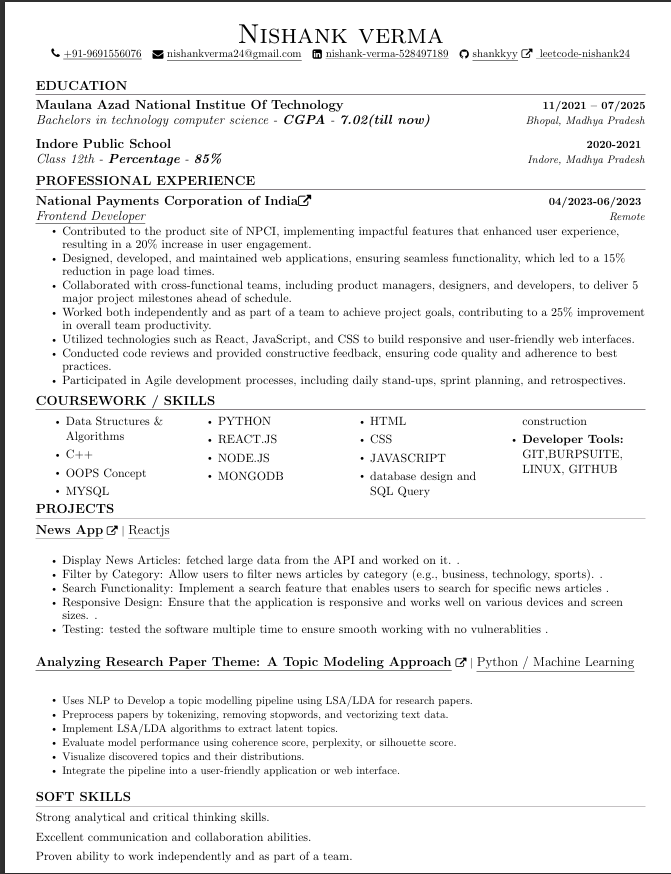 NISHANK VERMA
+91-9691556076 nishankverma24@gmail.com nishank-verma-528497189 shankkyy leetcode-nishank24
EDUCATION
Maulana Azad National Institue Of Technology 11/2021 – 07/2025
Bachelors in technology computer science - CGPA - 7.02(till now) Bhopal, Madhya Pradesh
Indore Public School 2020-2021
Class 12th - Percentage - 85% Indore, Madhya Pradesh
PROFESSIONAL EXPERIENCE
National Payments Corporation of India 04/2023-06/2023
Frontend Developer Remote
• Contributed to the product site of NPCI, implementing impactful features that enhanced user experience,
resulting in a 20% increase in user engagement.
• Designed, developed, and maintained web applications, ensuring seamless functionality, which led to a 15%
reduction in page load times.
• Collaborated with cross-functional teams, including product managers, designers, and developers, to deliver 5
major project milestones ahead of schedule.
• Worked both independently and as part of a team to achieve project goals, contributing to a 25% improvement
in overall team productivity.
• Utilized technologies such as React, JavaScript, and CSS to build responsive and user-friendly web interfaces.
• Conducted code reviews and provided constructive feedback, ensuring code quality and adherence to best
practices.
• Participated in Agile development processes, including daily stand-ups, sprint planning, and retrospectives.
COURSEWORK / SKILLS
• Data Structures &
Algorithms
• C++
• OOPS Concept
• MYSQL
• PYTHON
• REACT.JS
• NODE.JS
• MONGODB
• HTML
• CSS
• JAVASCRIPT
• database design and
SQL Query
construction
• Developer Tools:
GIT,BURPSUITE,
LINUX, GITHUB
PROJECTS
News App | Reactjs
• Display News Articles: fetched large data from the API and worked on it. .
• Filter by Category: Allow users to filter news articles by category (e.g., business, technology, sports). .
• Search Functionality: Implement a search feature that enables users to search for specific news articles .
• Responsive Design: Ensure that the application is responsive and works well on various devices and screen
sizes. .
• Testing: tested the software multiple time to ensure smooth working with no vulnerablities .
Analyzing Research Paper Theme: A Topic Modeling Approach | Python / Machine Learning
• Uses NLP to Develop a topic modelling pipeline using LSA/LDA for research papers.
• Preprocess papers by tokenizing, removing stopwords, and vectorizing text data.
• Implement LSA/LDA algorithms to extract latent topics.
• Evaluate model performance using coherence score, perplexity, or silhouette score.
• Visualize discovered topics and their distributions.
• Integrate the pipeline into a user-friendly application or web interface.
SOFT SKILLS
Strong analytical and critical thinking skills.
Excellent communication and collaboration abilities.
Proven ability to work independently and as part of a team.